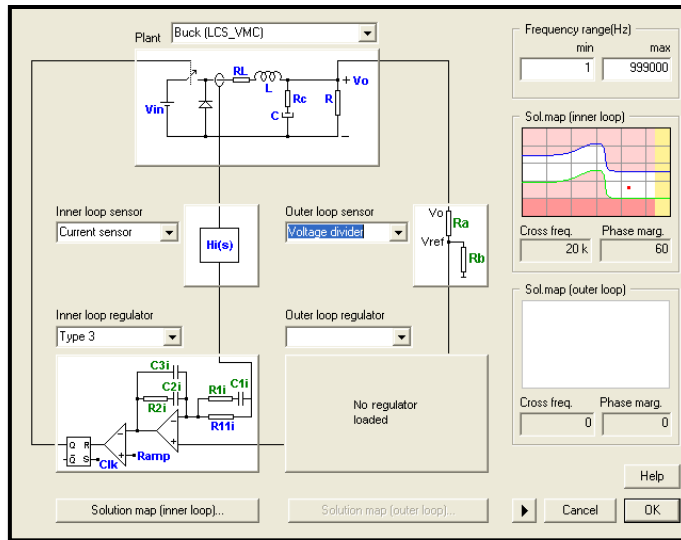 Plant
Buck (LCS_VMC)
Frequency range(Hz)
min
max
1
999000
RL
L
+ Vo
Rc
R
C
Vin
Sol.map (inner loop)
Cross freq.
Phase marg.
20 k
60
Inner loop sensor
Current sensor
Hi(s)
Outer loop sensor
Voltage divider
Vo
Ra
Vref
Rb
Sol.map (outer loop)
Cross freq.
Phase marg.
0
0
Inner loop regulator
Type 3
Outer loop regulator
C3i
C2i
R2i
R1i
C1i
R11i
Q R
Q S
Clk
Ramp
No regulator
loaded
Help
Solution map (inner loop)...
Solution map (outer loop)...
Cancel
OK